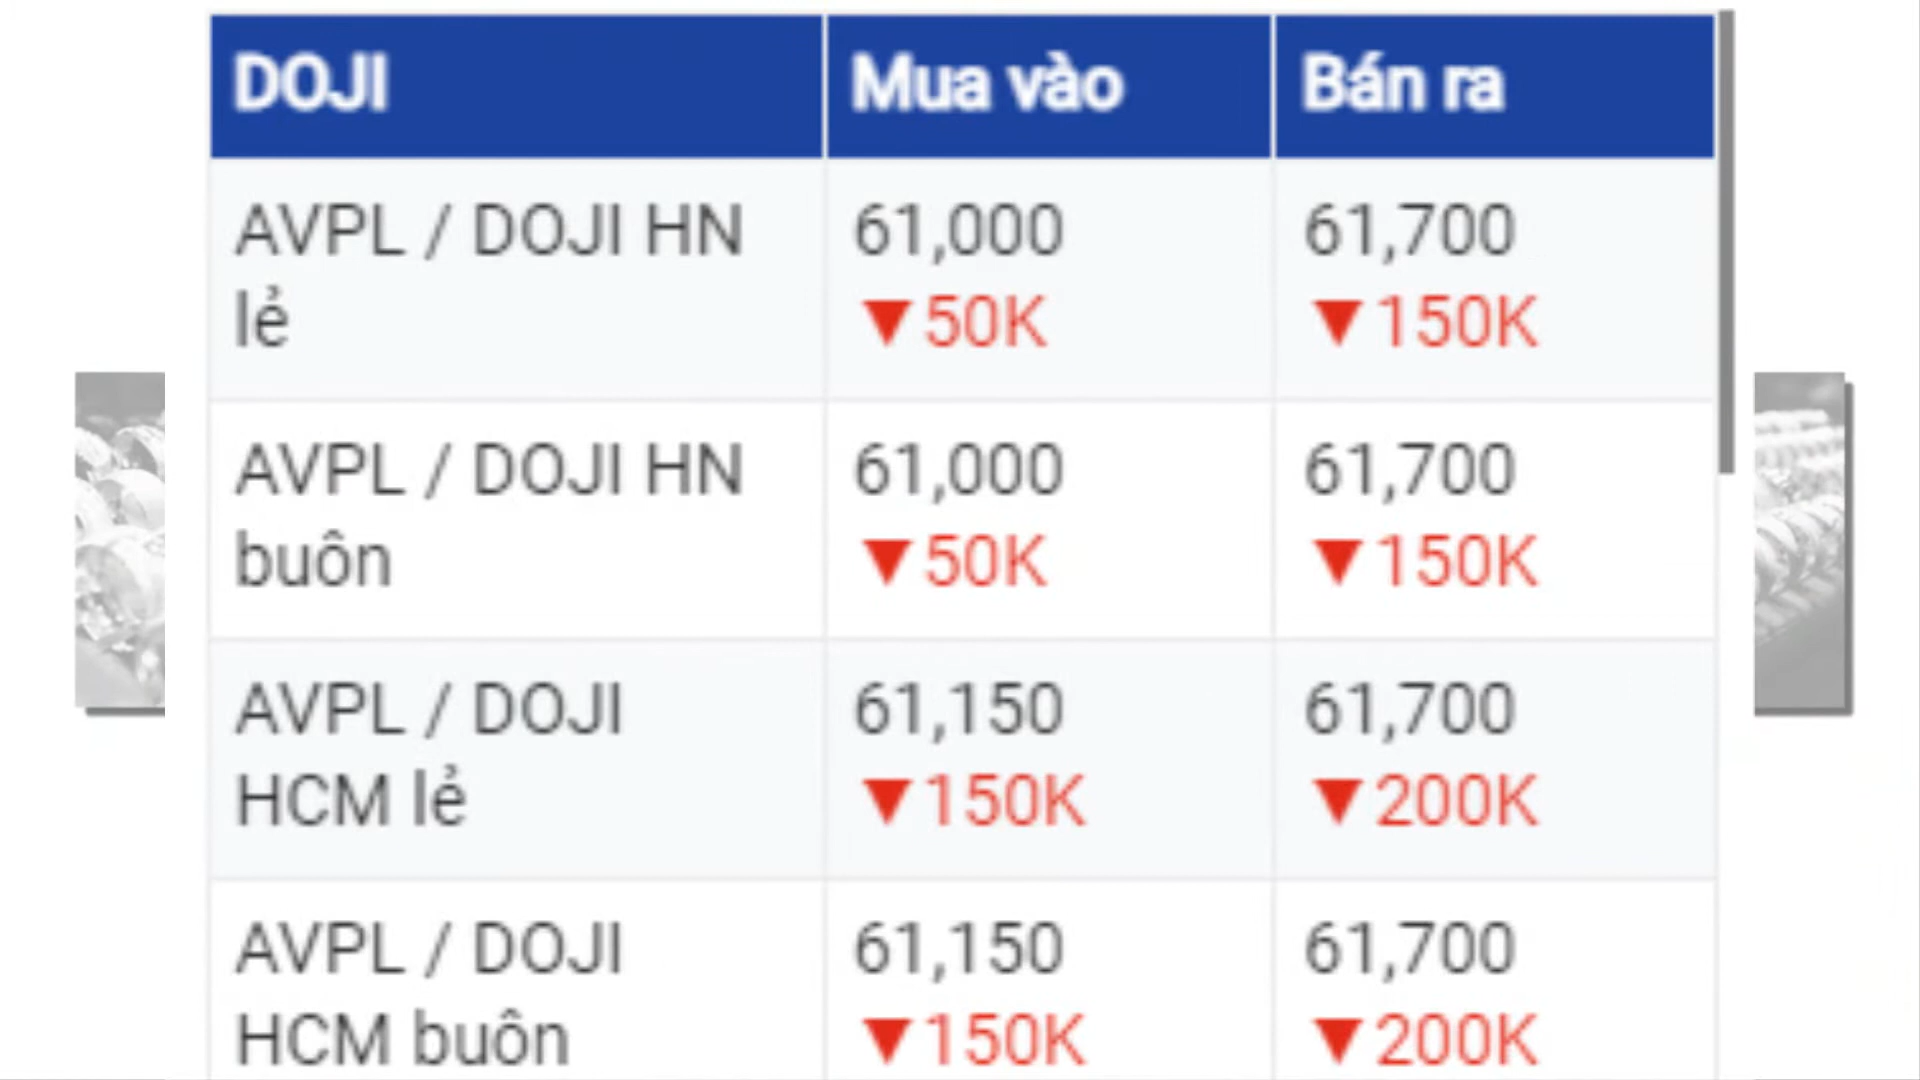 DOJI Mua vào Bán ra
AVPL / DOJI HN 61,000 61,700
lẻ ▼50K ▼150K
AVPL / DOJI HN 61,000 61,700
buôn ▼50K ▼150K
AVPL / DOJI 61,150 61,700
HCM lẻ ▼150K ▼200K
AVPL / DOJI 61,150 61,700
HCM buôn ▼150K ▼200K